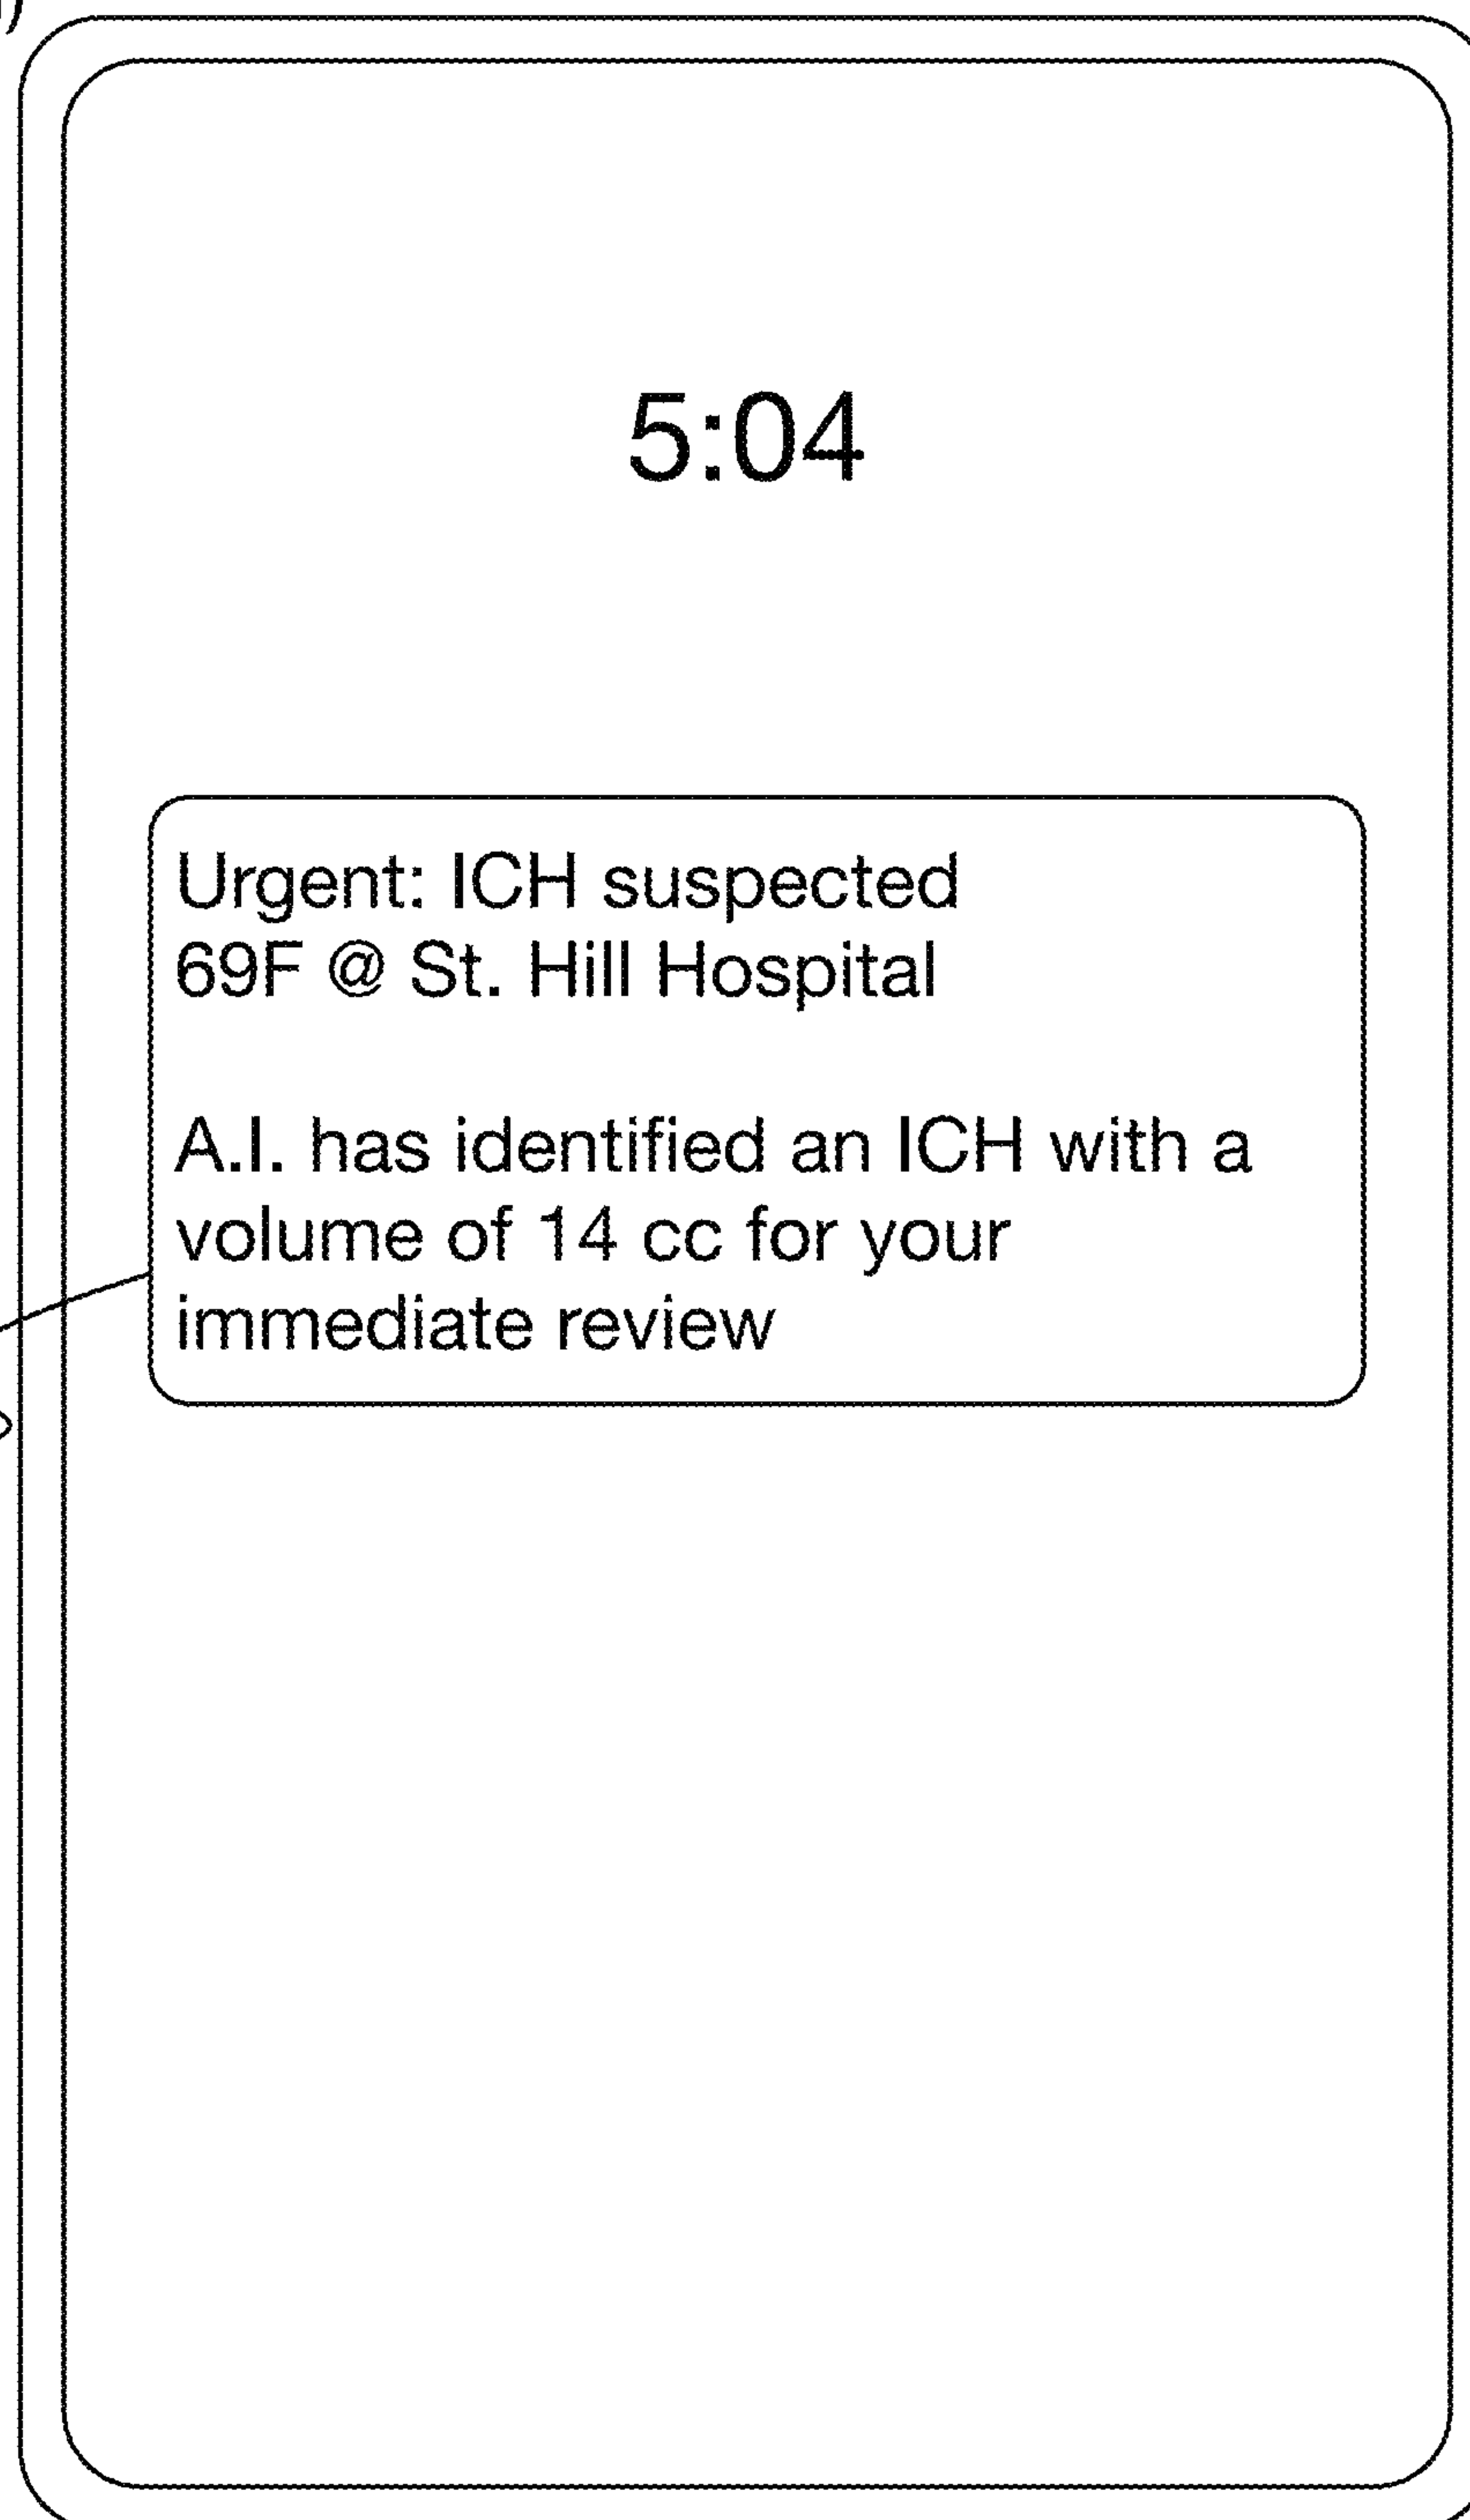 5:04
Urgent: ICH suspected
69F @ St. Hill Hospital
A.I. has identified an ICH with a
volume of 14 cc for your
immediate review